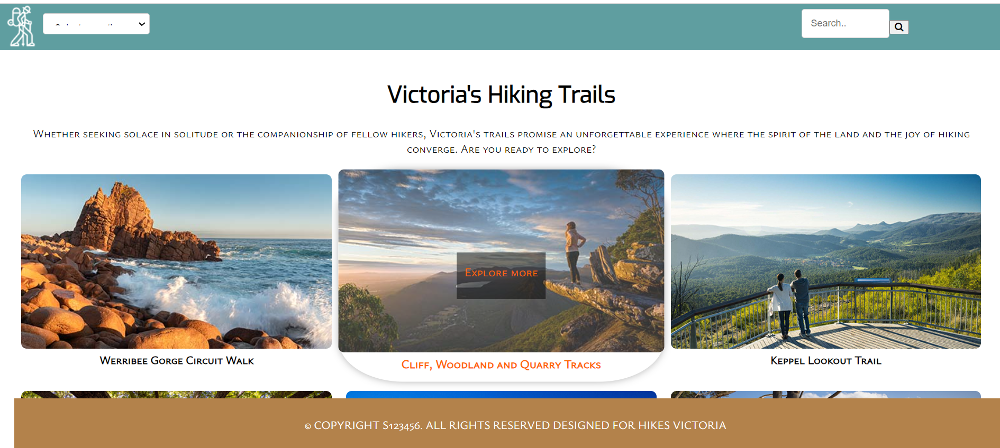 Search..
Victoria's Hiking Trails
Whether seeking solace in solitude or the companionship of fellow hikers, Victoria's trails promise an unforgettable experience where the spirit of the land and the joy of hiking
converge. Are you ready to explore?
Explore more
Werribee Gorge Circuit Walk
Cliff, Woodland and Quarry Tracks
Keppel Lookout Trail
© COPYRIGHT S123456. ALL RIGHTS RESERVED DESIGNED FOR HIKES VICTORIA